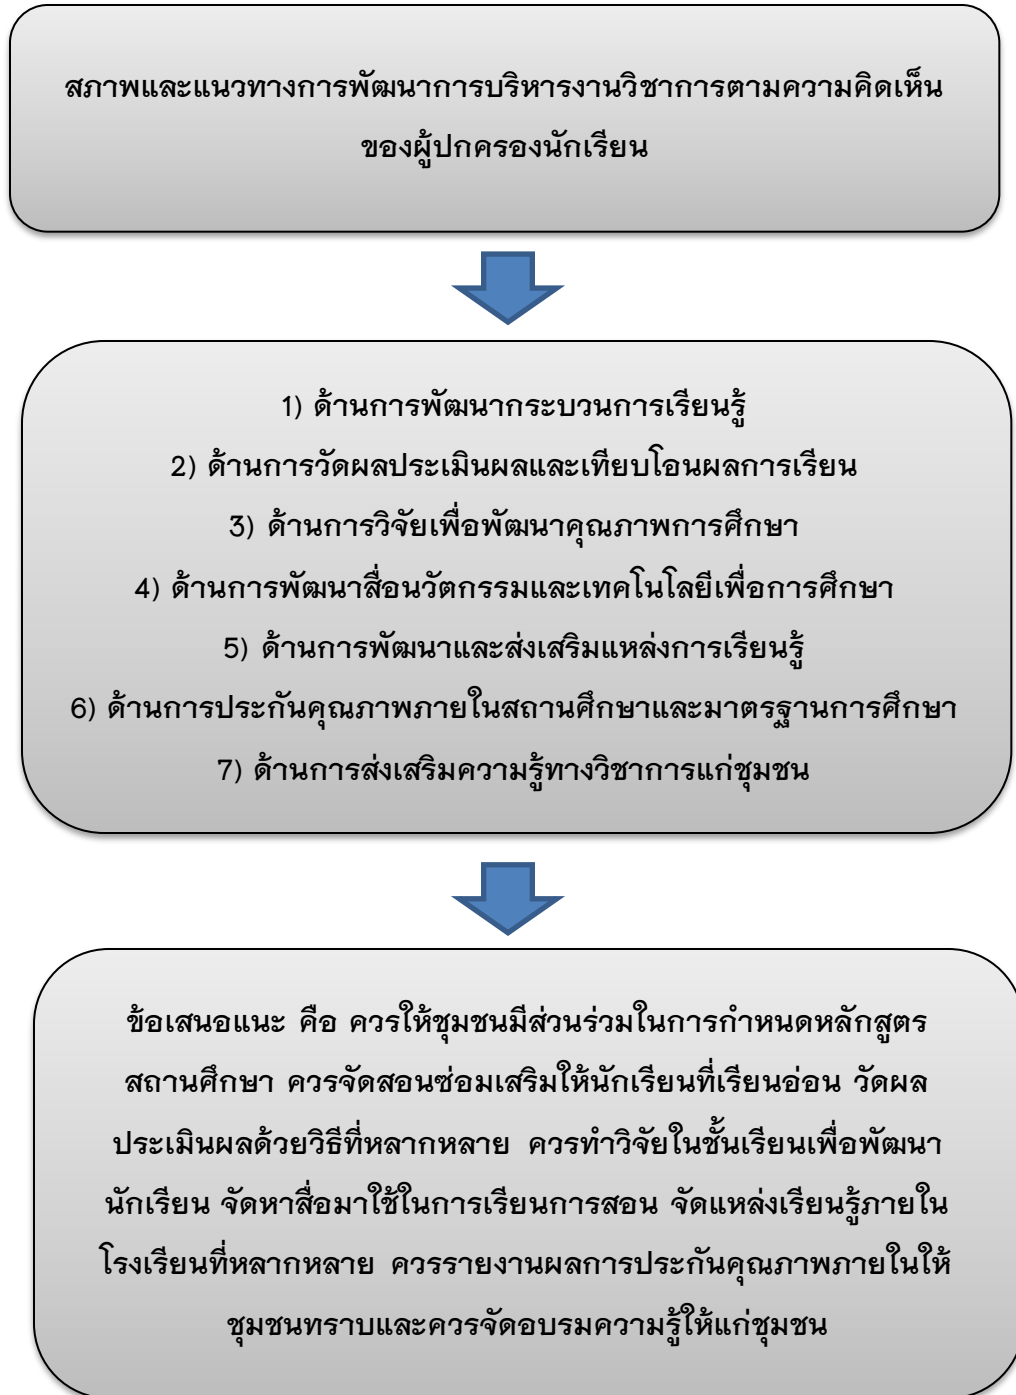 สภาพและแนวทางการพัฒนาการบริหารงานวิชาการตามความคิดเห็น
ของผู้ปกครองนักเรียน
1) ด้านการพัฒนากระบวนการเรียนรู้
2) ด้านการวัดผลประเมินผลและเทียบโอนผลการเรียน
3) ด้านการวิจัยเพื่อพัฒนาคุณภาพการศึกษา
4) ด้านการพัฒนาสื่อนวัตกรรมและเทคโนโลยีเพื่อการศึกษา
5) ด้านการพัฒนาและส่งเสริมแหล่งการเรียนรู้
6) ด้านการประกันคุณภาพภายในสถานศึกษาและมาตรฐานการศึกษา
7) ด้านการส่งเสริมความรู้ทางวิชาการแก่ชุมชน
ข้อเสนอแนะ คือ ควรให้ชุมชนมีส่วนร่วมในการกำหนดหลักสูตร
สถานศึกษา ควรจัดสอนซ่อมเสริมให้นักเรียนที่เรียนอ่อน วัดผล
ประเมินผลด้วยวิธีที่หลากหลาย ควรทำวิจัยในชั้นเรียนเพื่อพัฒนา
นักเรียน จัดหาสื่อมาใช้ในการเรียนการสอน จัดแหล่งเรียนรู้ภายใน
โรงเรียนที่หลากหลาย ควรรายงานผลการประกันคุณภาพภายในให้
ชุมชนทราบและควรจัดอบรมความรู้ให้แก่ชุมชน